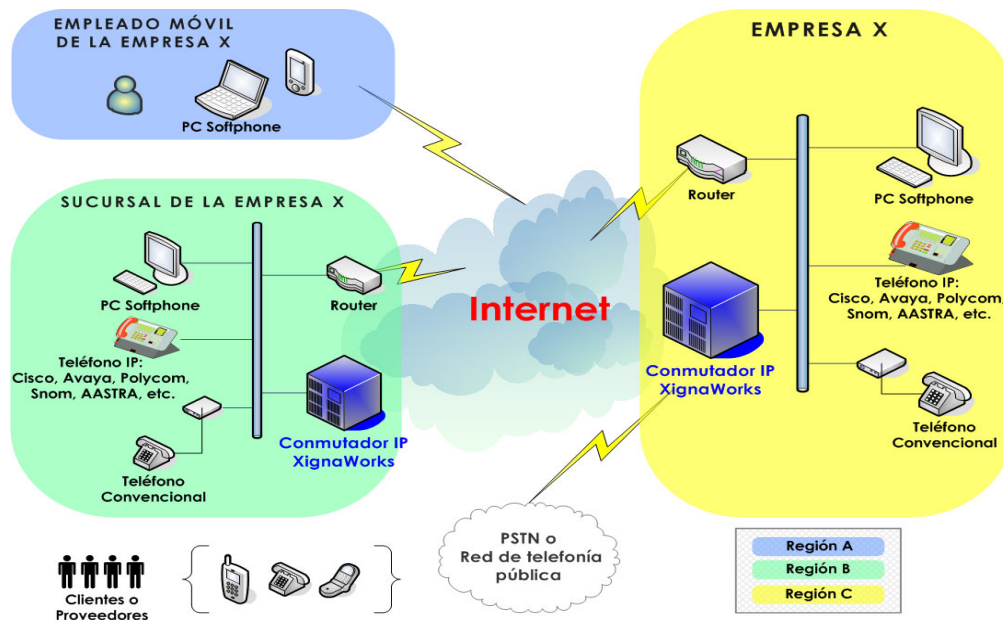 EMPLEADO MÓVIL
DE LA EMPRESA X
PC Softphone
EMPRESA X
Router
PC Softphone
Teléfono IP:
Cisco, Avaya, Polycom,
Snom, AASTRA, etc.
Conmutador IP
XignaWorks
Teléfono
Convencional
SUCURSAL DE LA EMPRESA X
PC Softphone
Router
Teléfono IP:
Cisco, Avaya, Polycom,
Snom, AASTRA, etc.
Conmutador IP
XignaWorks
Teléfono
Convencional
Internet
PSTN o
Red de telefonía
pública
Clientes o
Proveedores
Región A
Región B
Región C